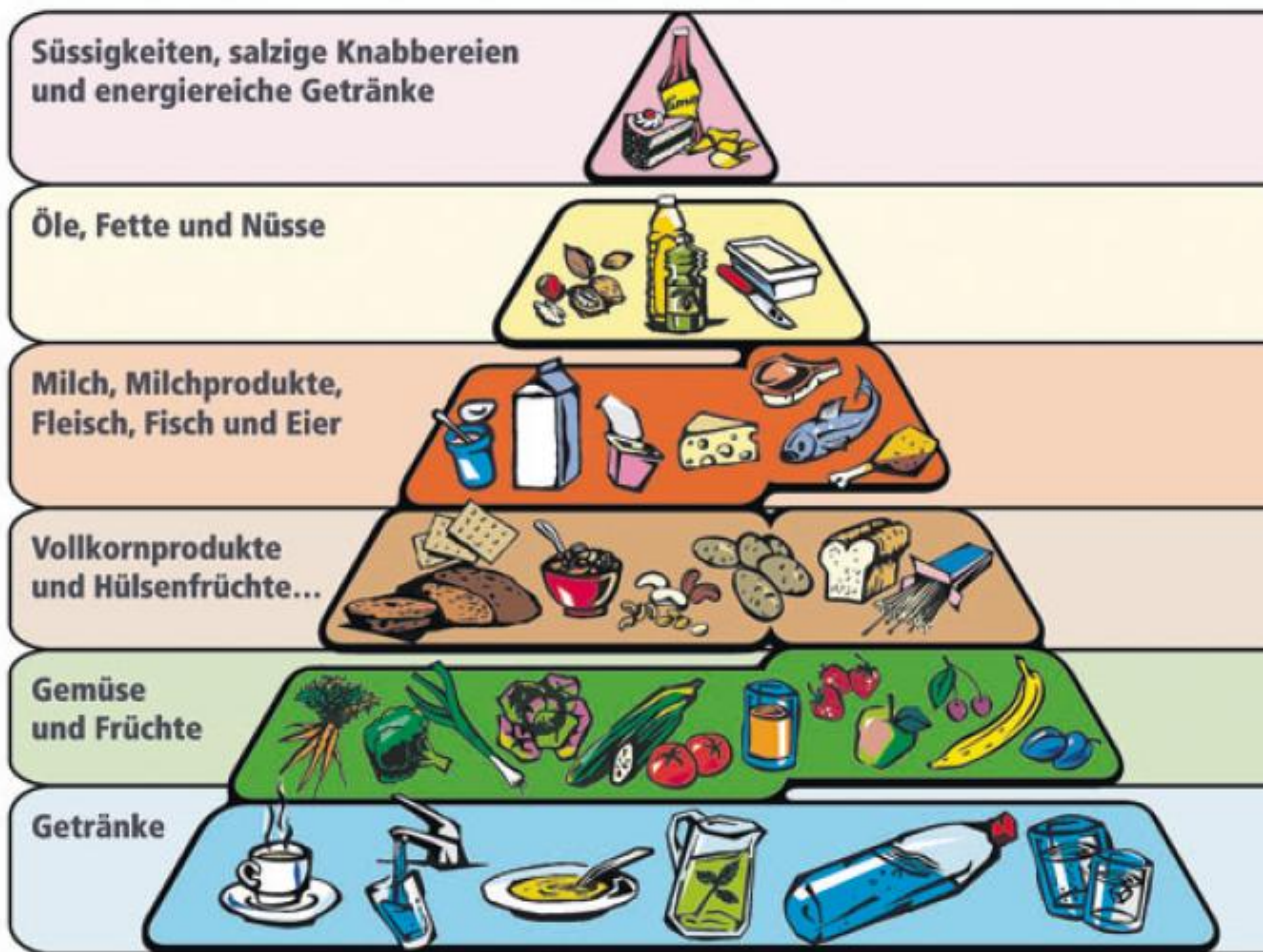 Süssigkeiten, salzige Knabbereien
und energiereiche Getränke
Öle, Fette und Nüsse
Milch, Milchprodukte,
Fleisch, Fisch und Eier
Vollkornprodukte
und Hülsenfrüchte...
Gemüse
und Früchte
Getränke